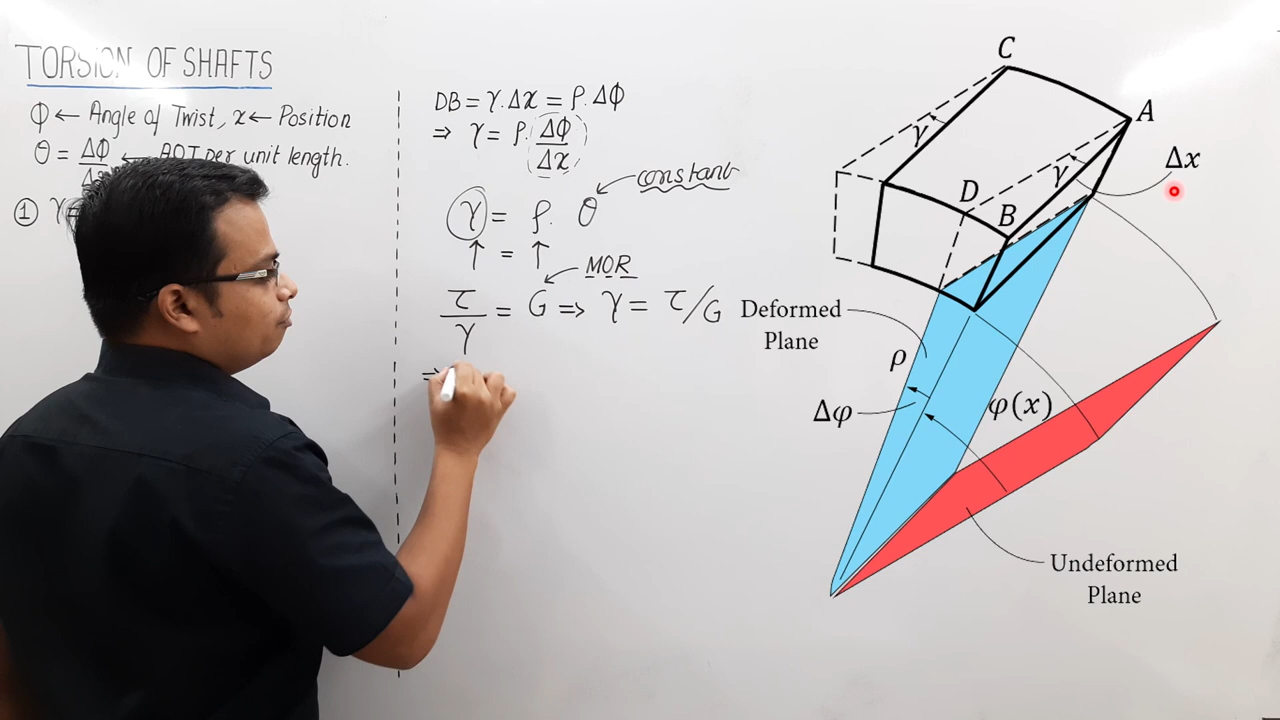 TORSION OF SHAFTS
φ ← Angle of Twist, x ← Position
θ = Δφ ← AOT per unit length.
① γ =
DB = γ.Δx = ρ.Δφ
⇒ γ = ρ. Δφ/Δx
γ = ρ. θ ← constant
↑ = ↑
τ/γ = G ← MOR ⇒ γ = τ/G
⇒
C
A
γ
D
γ
Δx
B
Deformed
Plane
ρ
Δφ
φ(x)
Undeformed
Plane